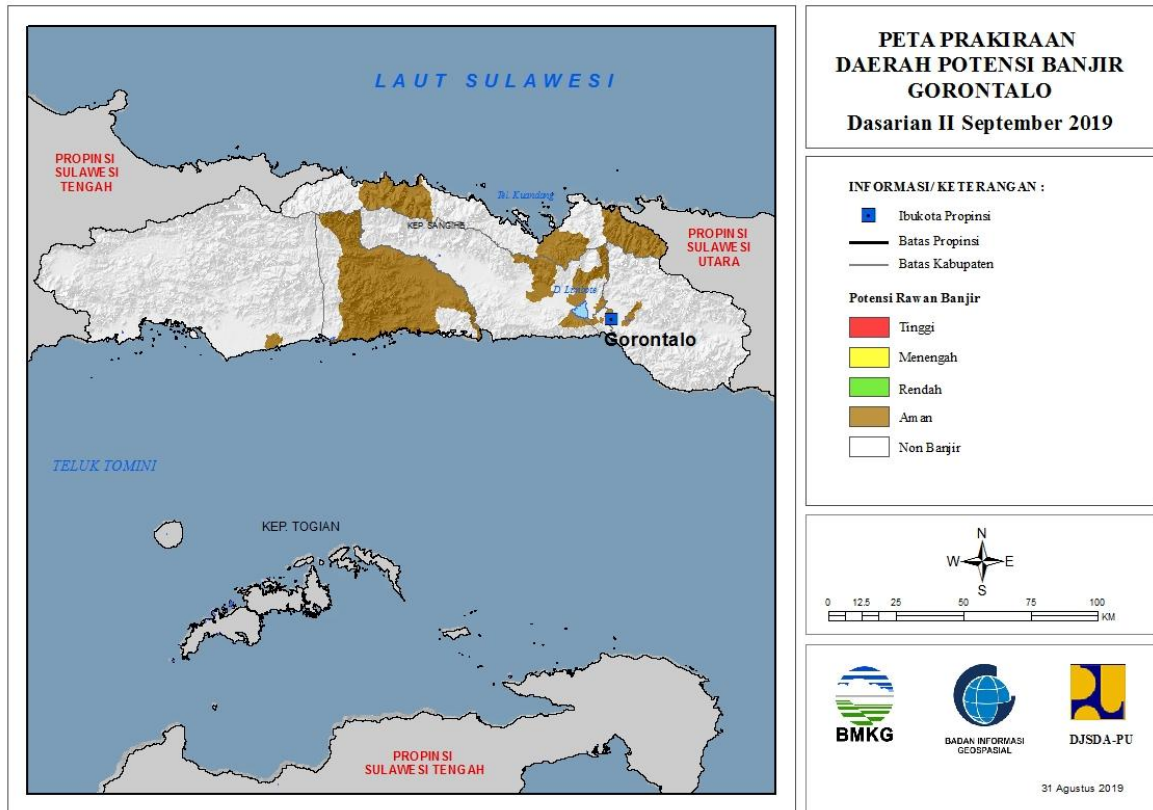 LAUT SULAWESI
PROPINSI
SULAWESI
TENGAH
Tel. Kuandang
KEP. SANGIHE
PROPINSI
SULAWESI
UTARA
D. Limboto
Gorontalo
TELUK TOMINI
KEP. TOGIAN
PROPINSI
SULAWESI TENGAH
PETA PRAKIRAAN
DAERAH POTENSI BANJIR
GORONTALO
Dasarian II September 2019
INFORMASI/ KETERANGAN :
Ibukota Propinsi
Batas Propinsi
Batas Kabupaten
Potensi Rawan Banjir
Tinggi
Menengah
Rendah
Aman
Non Banjir
N
W E
S
0 12.5 25 50 75 100
KM
BMKG
BADAN INFORMASI
GEOSPASIAL
DJSDA-PU
31 Agustus 2019